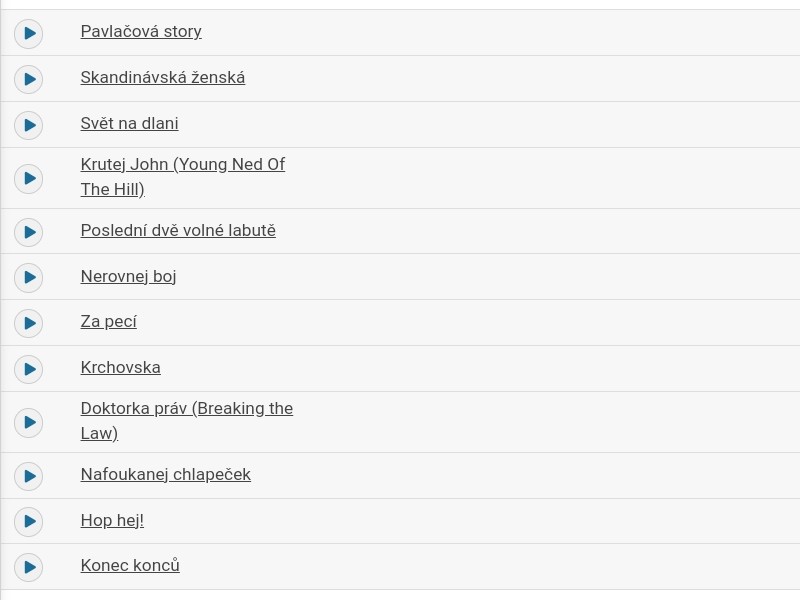 Pavlačová story
Skandinávská ženská
Svět na dlani
Krutej John (Young Ned Of
The Hill)
Poslední dvě volné labutě
Nerovnej boj
Za pecí
Krchovska
Doktorka práv (Breaking the
Law)
Nafoukanej chlapeček
Hop hej!
Konec konců